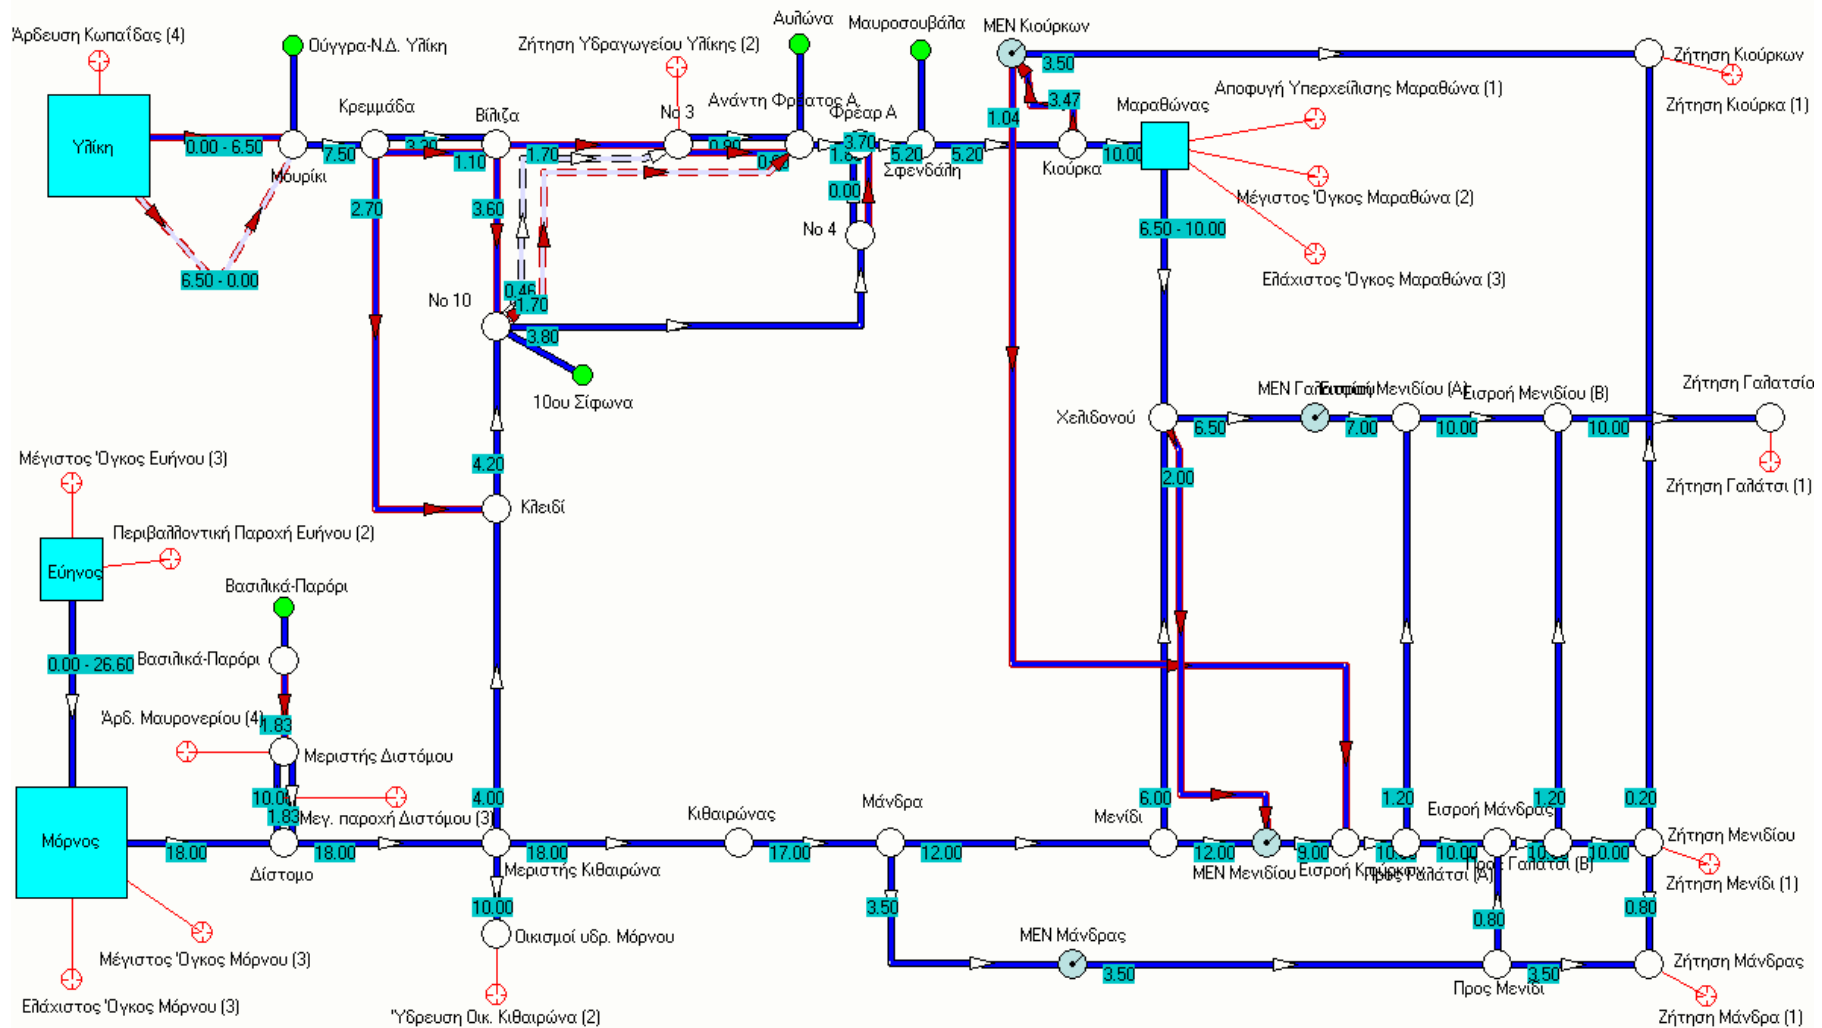 Αυλώνα
Μαυροσουβάλα
ΜΕΝ Κιούρκων
Άρδευση Κωπαΐδας (4)
Ούγγρα-Ν.Δ. Υλίκη
Ζήτηση Υδραγωγείου Υλίκης (2)
Ζήτηση Κιούρκων
3.50
Αποφυγή Υπερχείλισης Μαραθώνα (1)
Ζήτηση Κιούρκα (1)
Κρεμμάδα
Βίλιζα
Νο 3
Ανάντη Φρέατος Α
Φρέαρ Α
3.47
Μαραθώνας
1.04
Υλίκη
0.00 - 6.50
7.50
3.20
1.10
1.70
0.80
3.70
5.20
5.20
10.00
Μουρίκι
Σφενδάλη
Κιούρκα
0.00
Μέγιστος Όγκος Μαραθώνα (2)
2.70
3.60
Νο 4
6.50 - 10.00
6.50 - 0.00
Ελάχιστος Όγκος Μαραθώνα (3)
Νο 10
0.46
1.70
3.80
10ου Σίφωνα
ΜΕΝ Γαλατσίου
Εισροή Μενιδίου (Α)
Εισροή Μενιδίου (Β)
Ζήτηση Γαλατσίο
Χελιδονού
6.50
7.00
10.00
10.00
Μέγιστος Όγκος Ευήνου (3)
4.20
2.00
Ζήτηση Γαλάτσι (1)
Κλειδί
Περιβαλλοντική Παροχή Ευήνου (2)
Εύηνος
Βασιλικά-Παρόρι
0.00 - 26.60
Βασιλικά-Παρόρι
Άρδ. Μαυρονερίου (4)
1.83
Μεριστής Διστόμου
10.00
4.00
6.00
1.20
1.20
0.20
1.83
Μεγ. παροχή Διστόμου (3)
Κιθαιρώνας
Μάνδρα
Μενίδι
Εισροή Μάνδρας
Μόρνος
18.00
18.00
18.00
17.00
12.00
12.00
9.00
10.00
10.00
10.00
Ζήτηση Μενιδίου
Δίστομο
Μεριστής Κιθαιρώνα
ΜΕΝ Μενιδίου
Εισροή Κιούρκων
Προς Γαλάτσι (Α)
Προς Γαλάτσι (Β)
Ζήτηση Μενίδι (1)
10.00
3.50
0.80
0.80
Οικισμοί υδρ. Μόρνου
ΜΕΝ Μάνδρας
Μέγιστος Όγκος Μόρνου (3)
3.50
3.50
Ζήτηση Μάνδρας
Προς Μενίδι
Ελάχιστος Όγκος Μόρνου (3)
Ύδρευση Οικ. Κιθαιρώνα (2)
Ζήτηση Μάνδρα (1)